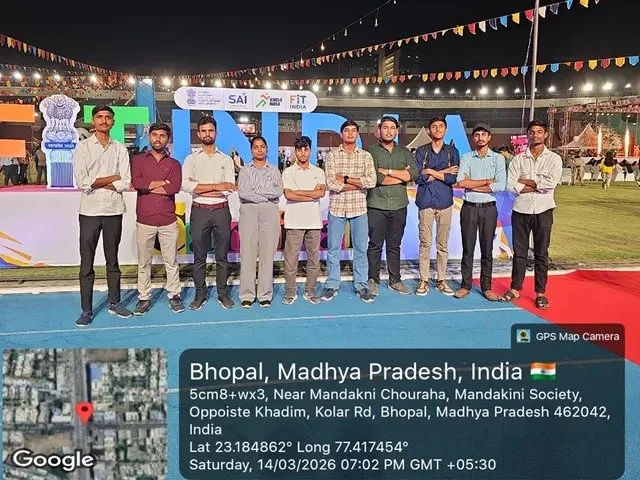 SAI
KHELO INDIA
FIT INDIA
GPS Map Camera
Bhopal, Madhya Pradesh, India
5cm8+wx3, Near Mandakni Chouraha, Mandakini Society,
Oppoiste Khadim, Kolar Rd, Bhopal, Madhya Pradesh 462042,
India
Lat 23.184862° Long 77.417454°
Saturday, 14/03/2026 07:02 PM GMT +05:30
Google